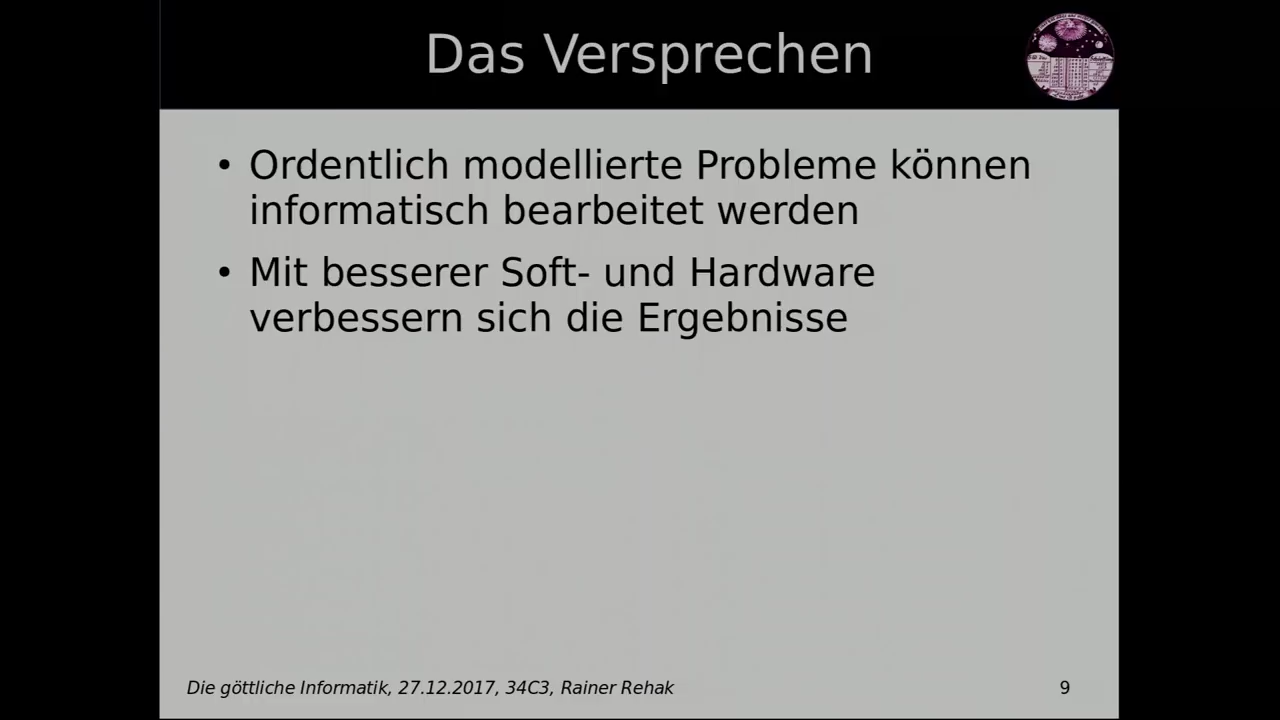 Das Versprechen
• Ordentlich modellierte Probleme können
informatisch bearbeitet werden
• Mit besserer Soft- und Hardware
verbessern sich die Ergebnisse
Die göttliche Informatik, 27.12.2017, 34C3, Rainer Rehak
9